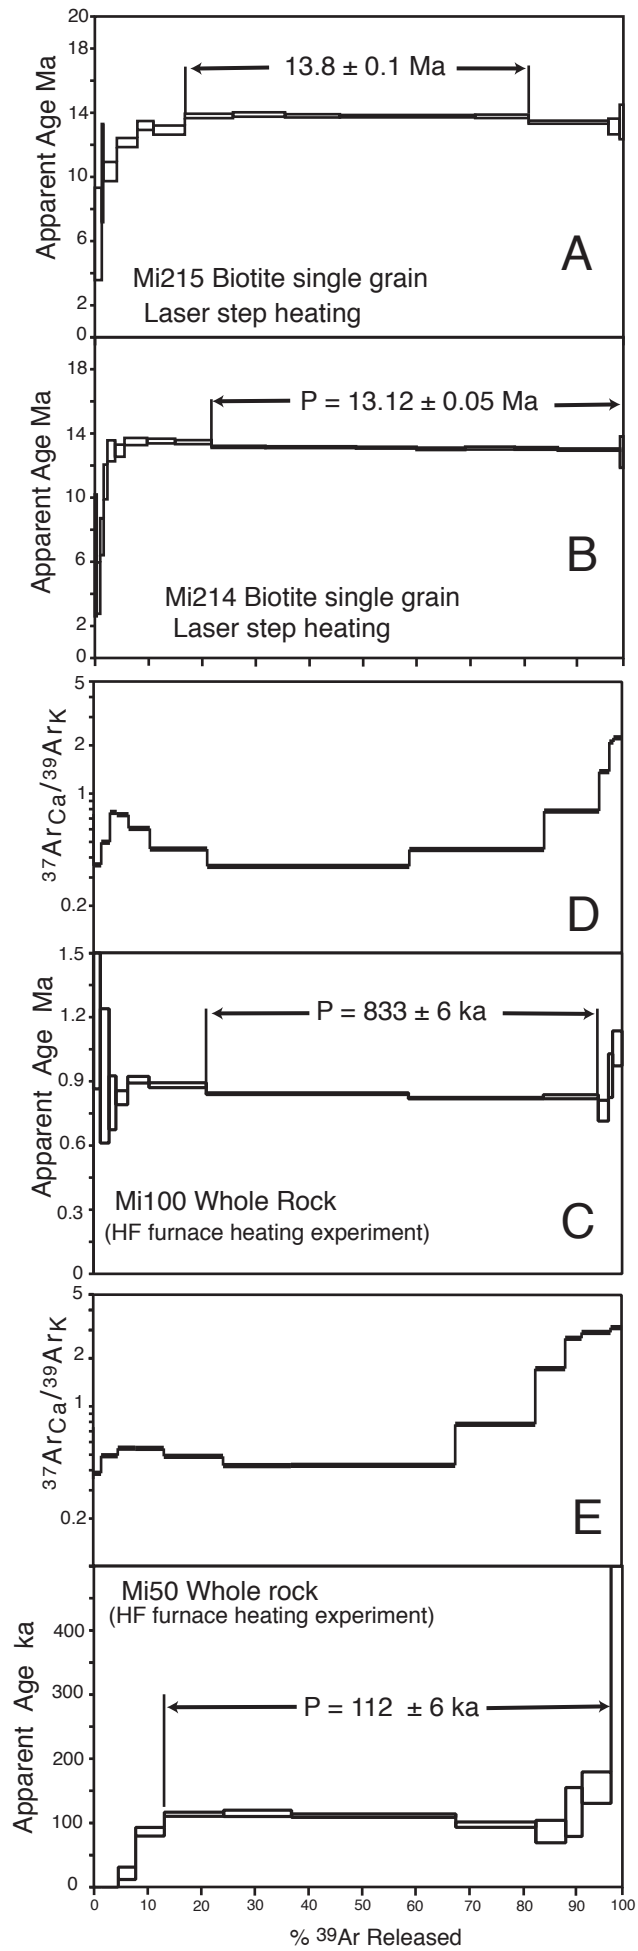 20
18
14
10
6
2
0
Apparent Age Ma
13.8 ± 0.1 Ma
A
Mi215 Biotite single grain
Laser step heating
18
14
10
6
2
0
Apparent Age Ma
P = 13.12 ± 0.05 Ma
B
Mi214 Biotite single grain
Laser step heating
5
2
1
0.2
37ArCa/39ArK
D
1.5
1.2
0.9
0.6
0.3
0
Apparent Age Ma
P = 833 ± 6 ka
Mi100 Whole Rock
(HF furnace heating experiment)
C
5
2
1
0.2
37ArCa/39ArK
E
Mi50 Whole rock
(HF furnace heating experiment)
400
300
200
100
0
Apparent Age ka
P = 112 ± 6 ka
0 10 20 30 40 50 60 70 80 90 100
% 39Ar Released